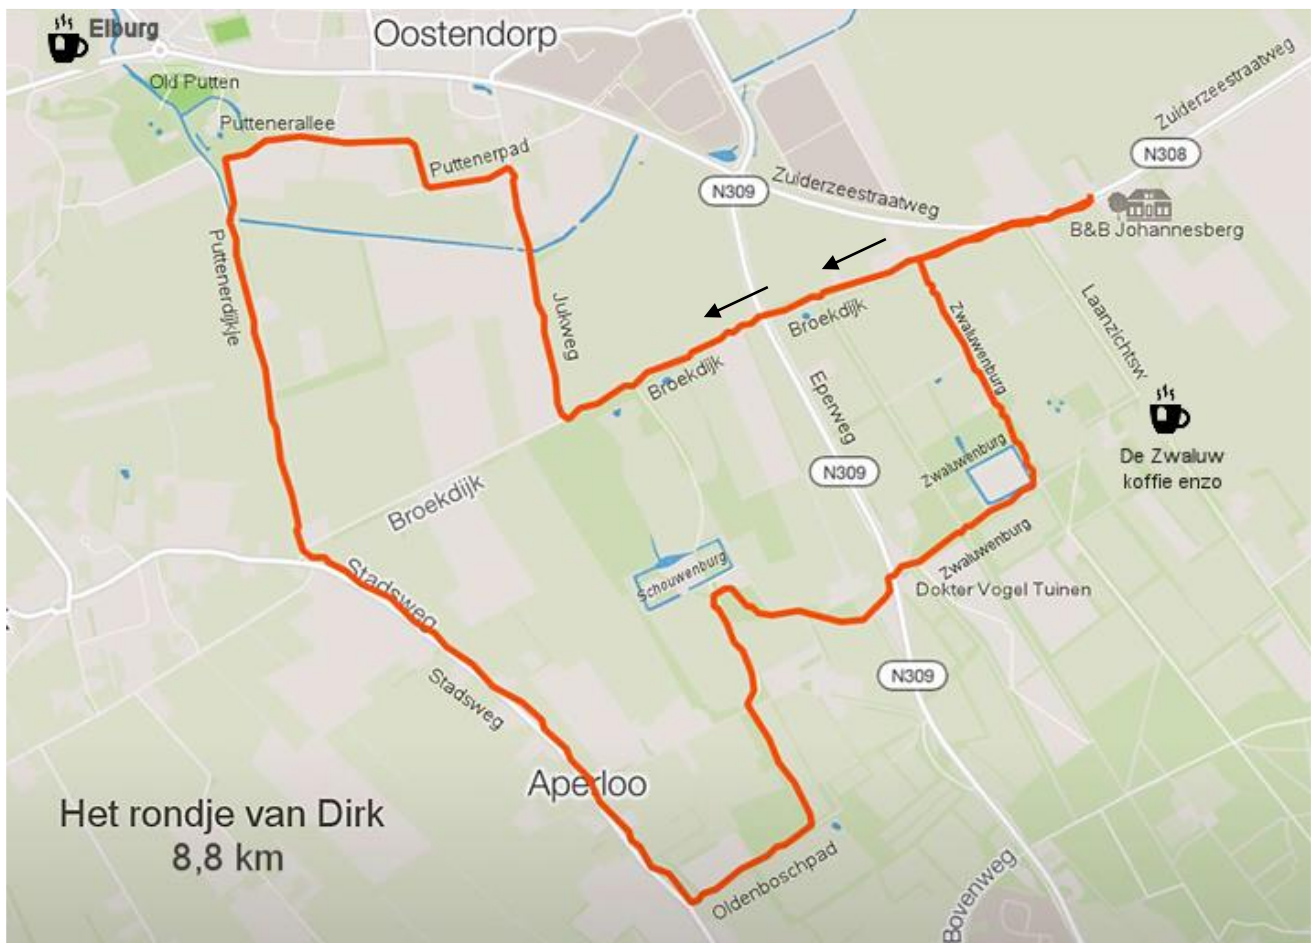 Elburg
Oostendorp
Old Putten
Puttenerallee
Puttenerpad
Zuiderzeestraatweg
N308
N309
Zuiderzeestraatweg
B&B Johannesberg
Puttenerdijkje
Jukweg
Broekdijk
Broekdijk
Zwaluwenburg
Laanzichtsw
Eperweg
N309
Zwaluwenburg
De Zwaluw
koffie enzo
Broekdijk
Schouwenburg
Zwaluwenburg
Dokter Vogel Tuinen
Stadsweg
Stadsweg
N309
Aperloo
Het rondje van Dirk
8,8 km
Oldenboschpad
Bovenweg